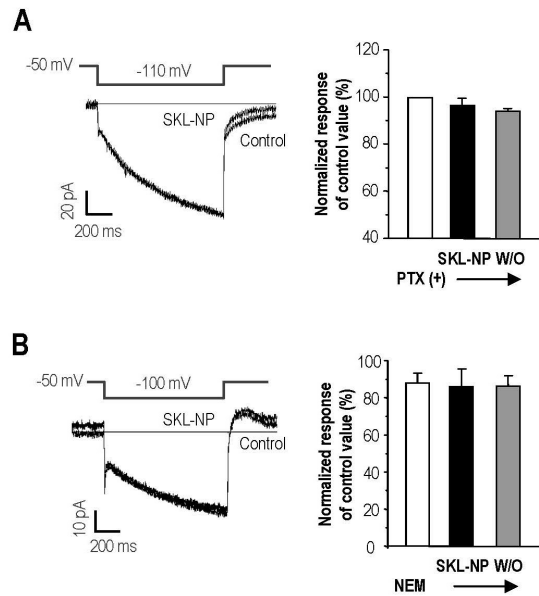 A
-50 mV
-110 mV
SKL-NP
Control
20 pA
200 ms
Normalized response
of control value (%)
100
80
60
40
SKL-NP W/O
PTX (+)
B
-50 mV
-100 mV
SKL-NP
Control
10 pA
200 ms
Normalized response
of control value (%)
100
80
60
40
20
0
SKL-NP W/O
NEM